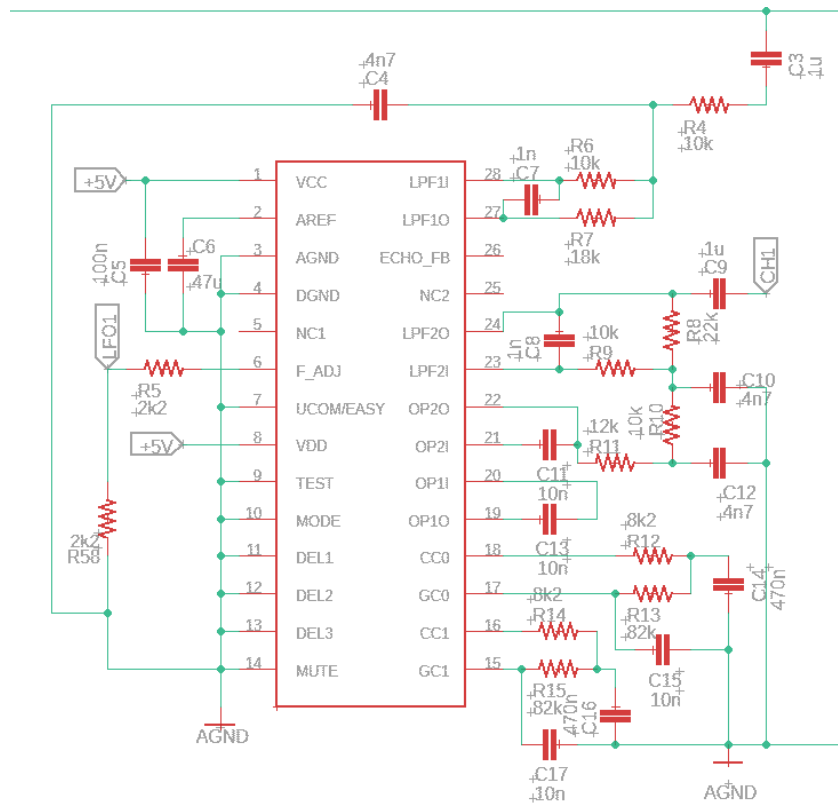 4n7
C4
C3
1u
R4
10k
+5V
1
VCC
LPF1I
28
1n
C7
R6
10k
2
AREF
LPF1O
27
R7
18k
100n
C5
C6
47u
3
AGND
ECHO_FB
26
4
DGND
NC2
25
1u
C9
CH1
5
NC1
LPF2O
24
1n
C8
10k
R9
R8
22k
LFO1
R5
2k2
6
F_ADJ
LPF2I
23
7
UCOM/EASY
OP2O
22
C10
4n7
10k
R10
+5V
8
VDD
OP2I
21
12k
R11
C11
10n
C12
4n7
9
TEST
OP1I
20
2k2
R58
10
MODE
OP1O
19
C13
10n
8k2
R12
11
DEL1
CC0
18
C14
470n
12
DEL2
GC0
17
8k2
R14
R13
82k
13
DEL3
CC1
16
C15
10n
14
MUTE
GC1
15
R15
82k
470n
C16
AGND
C17
10n
AGND